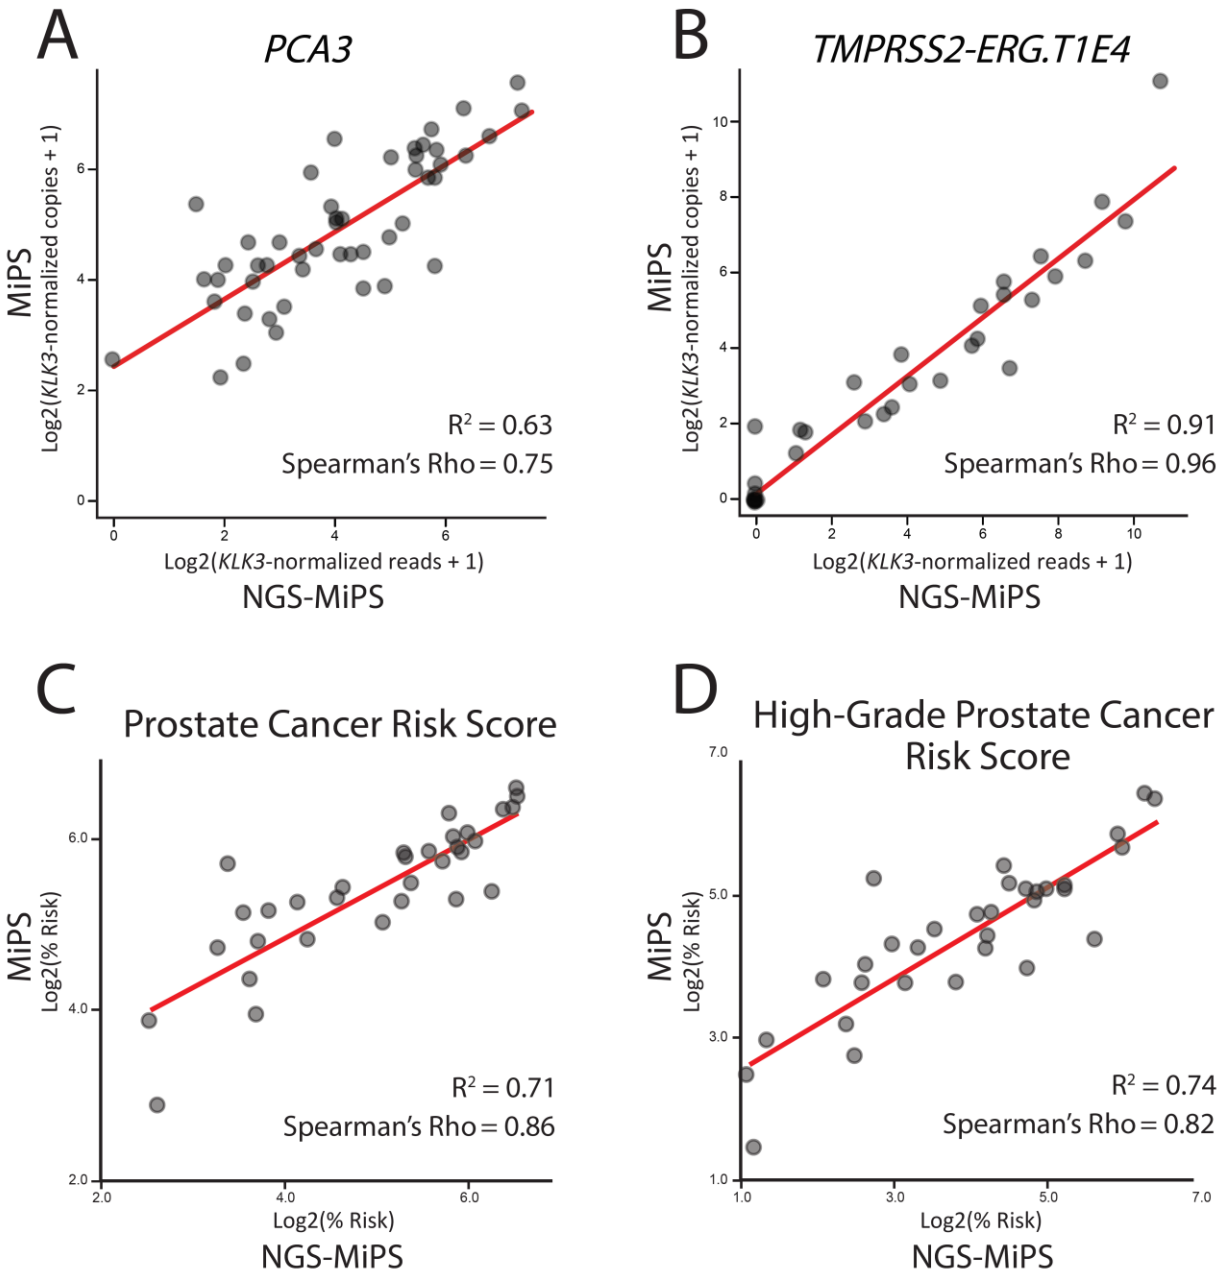 A
PCA3
MiPS
Log2(KLK3-normalized copies + 1)
6
4
2
0
R² = 0.63
Spearman's Rho = 0.75
0 2 4 6
Log2(KLK3-normalized reads + 1)
NGS-MiPS
B
TMPRSS2-ERG.T1E4
MiPS
Log2(KLK3-normalized copies + 1)
10
8
6
4
2
0
R² = 0.91
Spearman's Rho = 0.96
0 2 4 6 8 10
Log2(KLK3-normalized reads + 1)
NGS-MiPS
C
Prostate Cancer Risk Score
MiPS
Log2(% Risk)
6.0
4.0
2.0
R² = 0.71
Spearman's Rho = 0.86
2.0 4.0 6.0
Log2(% Risk)
NGS-MiPS
D
High-Grade Prostate Cancer
Risk Score
MiPS
Log2(% Risk)
7.0
5.0
3.0
1.0
R² = 0.74
Spearman's Rho = 0.82
1.0 3.0 5.0 7.0
Log2(% Risk)
NGS-MiPS